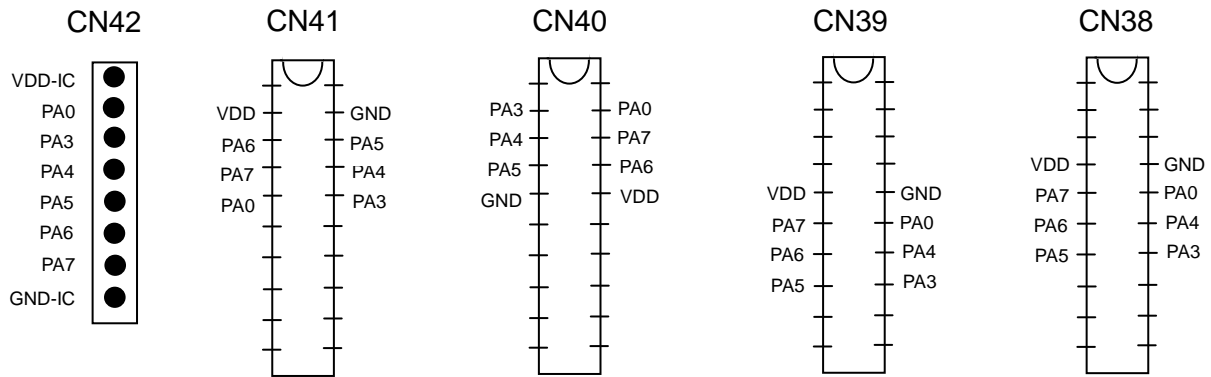 CN42
VDD-IC
PA0
PA3
PA4
PA5
PA6
PA7
GND-IC
CN41
VDD GND
PA6 PA5
PA7 PA4
PA0 PA3
CN40
PA3 PA0
PA4 PA7
PA5 PA6
GND VDD
CN39
VDD GND
PA7 PA0
PA6 PA4
PA5 PA3
CN38
VDD GND
PA7 PA0
PA6 PA4
PA5 PA3